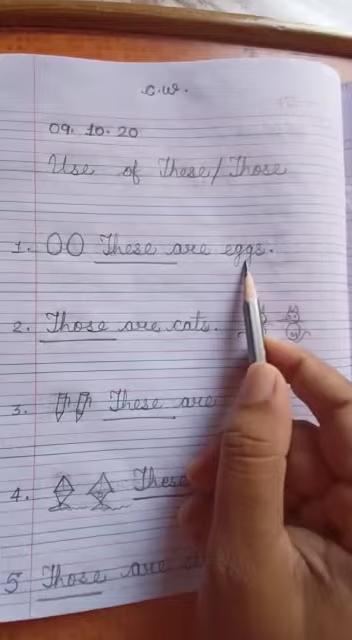 C.W.
09.10.20
Use of These/Those
1. These are eggs.
2. Those are cats.
3. These are
4. These
5 Those are